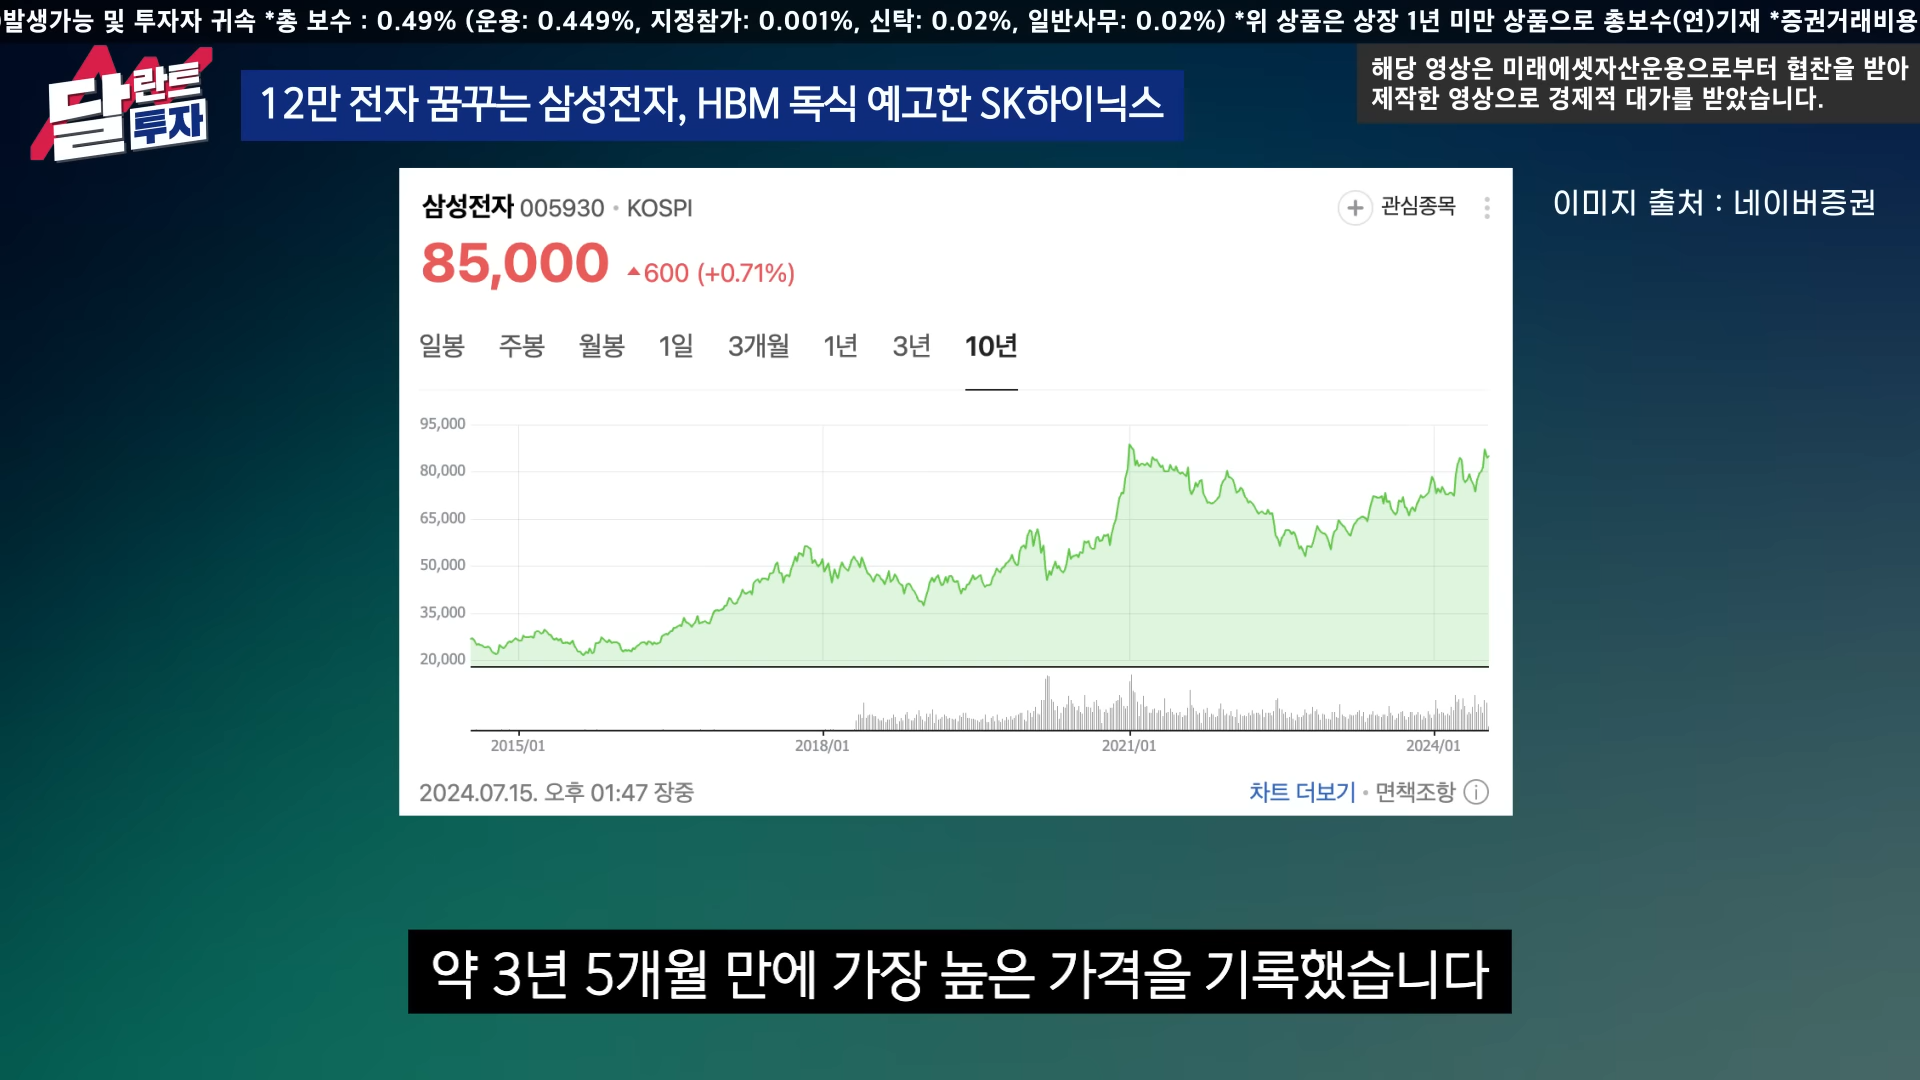 발생가능 및 투자자 귀속 *총 보수 : 0.49% (운용: 0.449%, 지정참가: 0.001%, 신탁: 0.02%, 일반사무: 0.02%) *위 상품은 상장 1년 미만 상품으로 총보수(연)기재 *증권거래비용
달란트
투자
12만 전자 꿈꾸는 삼성전자, HBM 독식 예고한 SK하이닉스
해당 영상은 미래에셋자산운용으로부터 협찬을 받아
제작한 영상으로 경제적 대가를 받았습니다.
이미지 출처 : 네이버증권
삼성전자 005930 • KOSPI
+ 관심종목
85,000 ▲600 (+0.71%)
일봉 주봉 월봉 1일 3개월 1년 3년 10년
95,000
80,000
65,000
50,000
35,000
20,000
2015/01 2018/01 2021/01 2024/01
2024.07.15. 오후 01:47 장중
차트 더보기 • 면책조항 ⓘ
약 3년 5개월 만에 가장 높은 가격을 기록했습니다